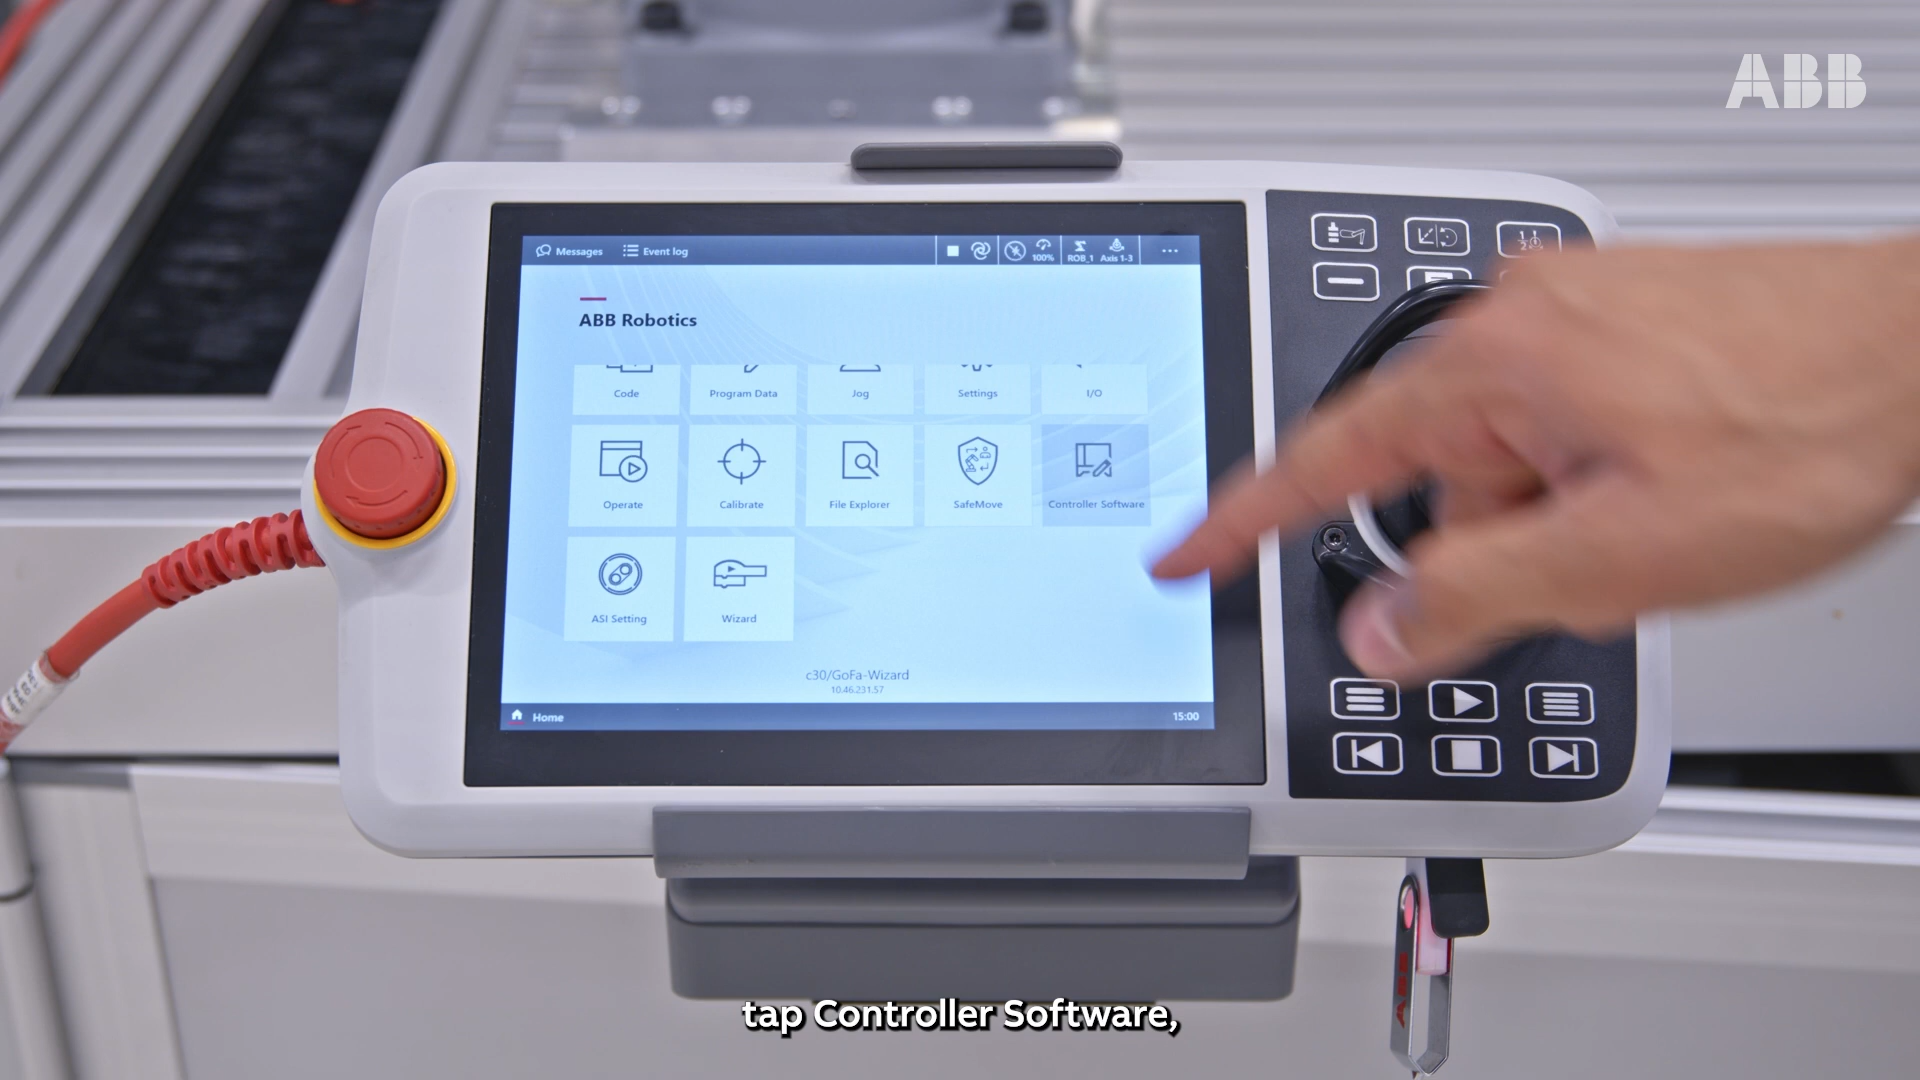 ABB
Messages
Event log
100%
ROB_1
Axis 1-3
ABB Robotics
Code
Program Data
Jog
Settings
I/O
Operate
Calibrate
File Explorer
SafeMove
Controller Software
ASI Setting
Wizard
c30/GoFa-Wizard
10.46.231.57
Home
15:00
ABB
tap Controller Software,